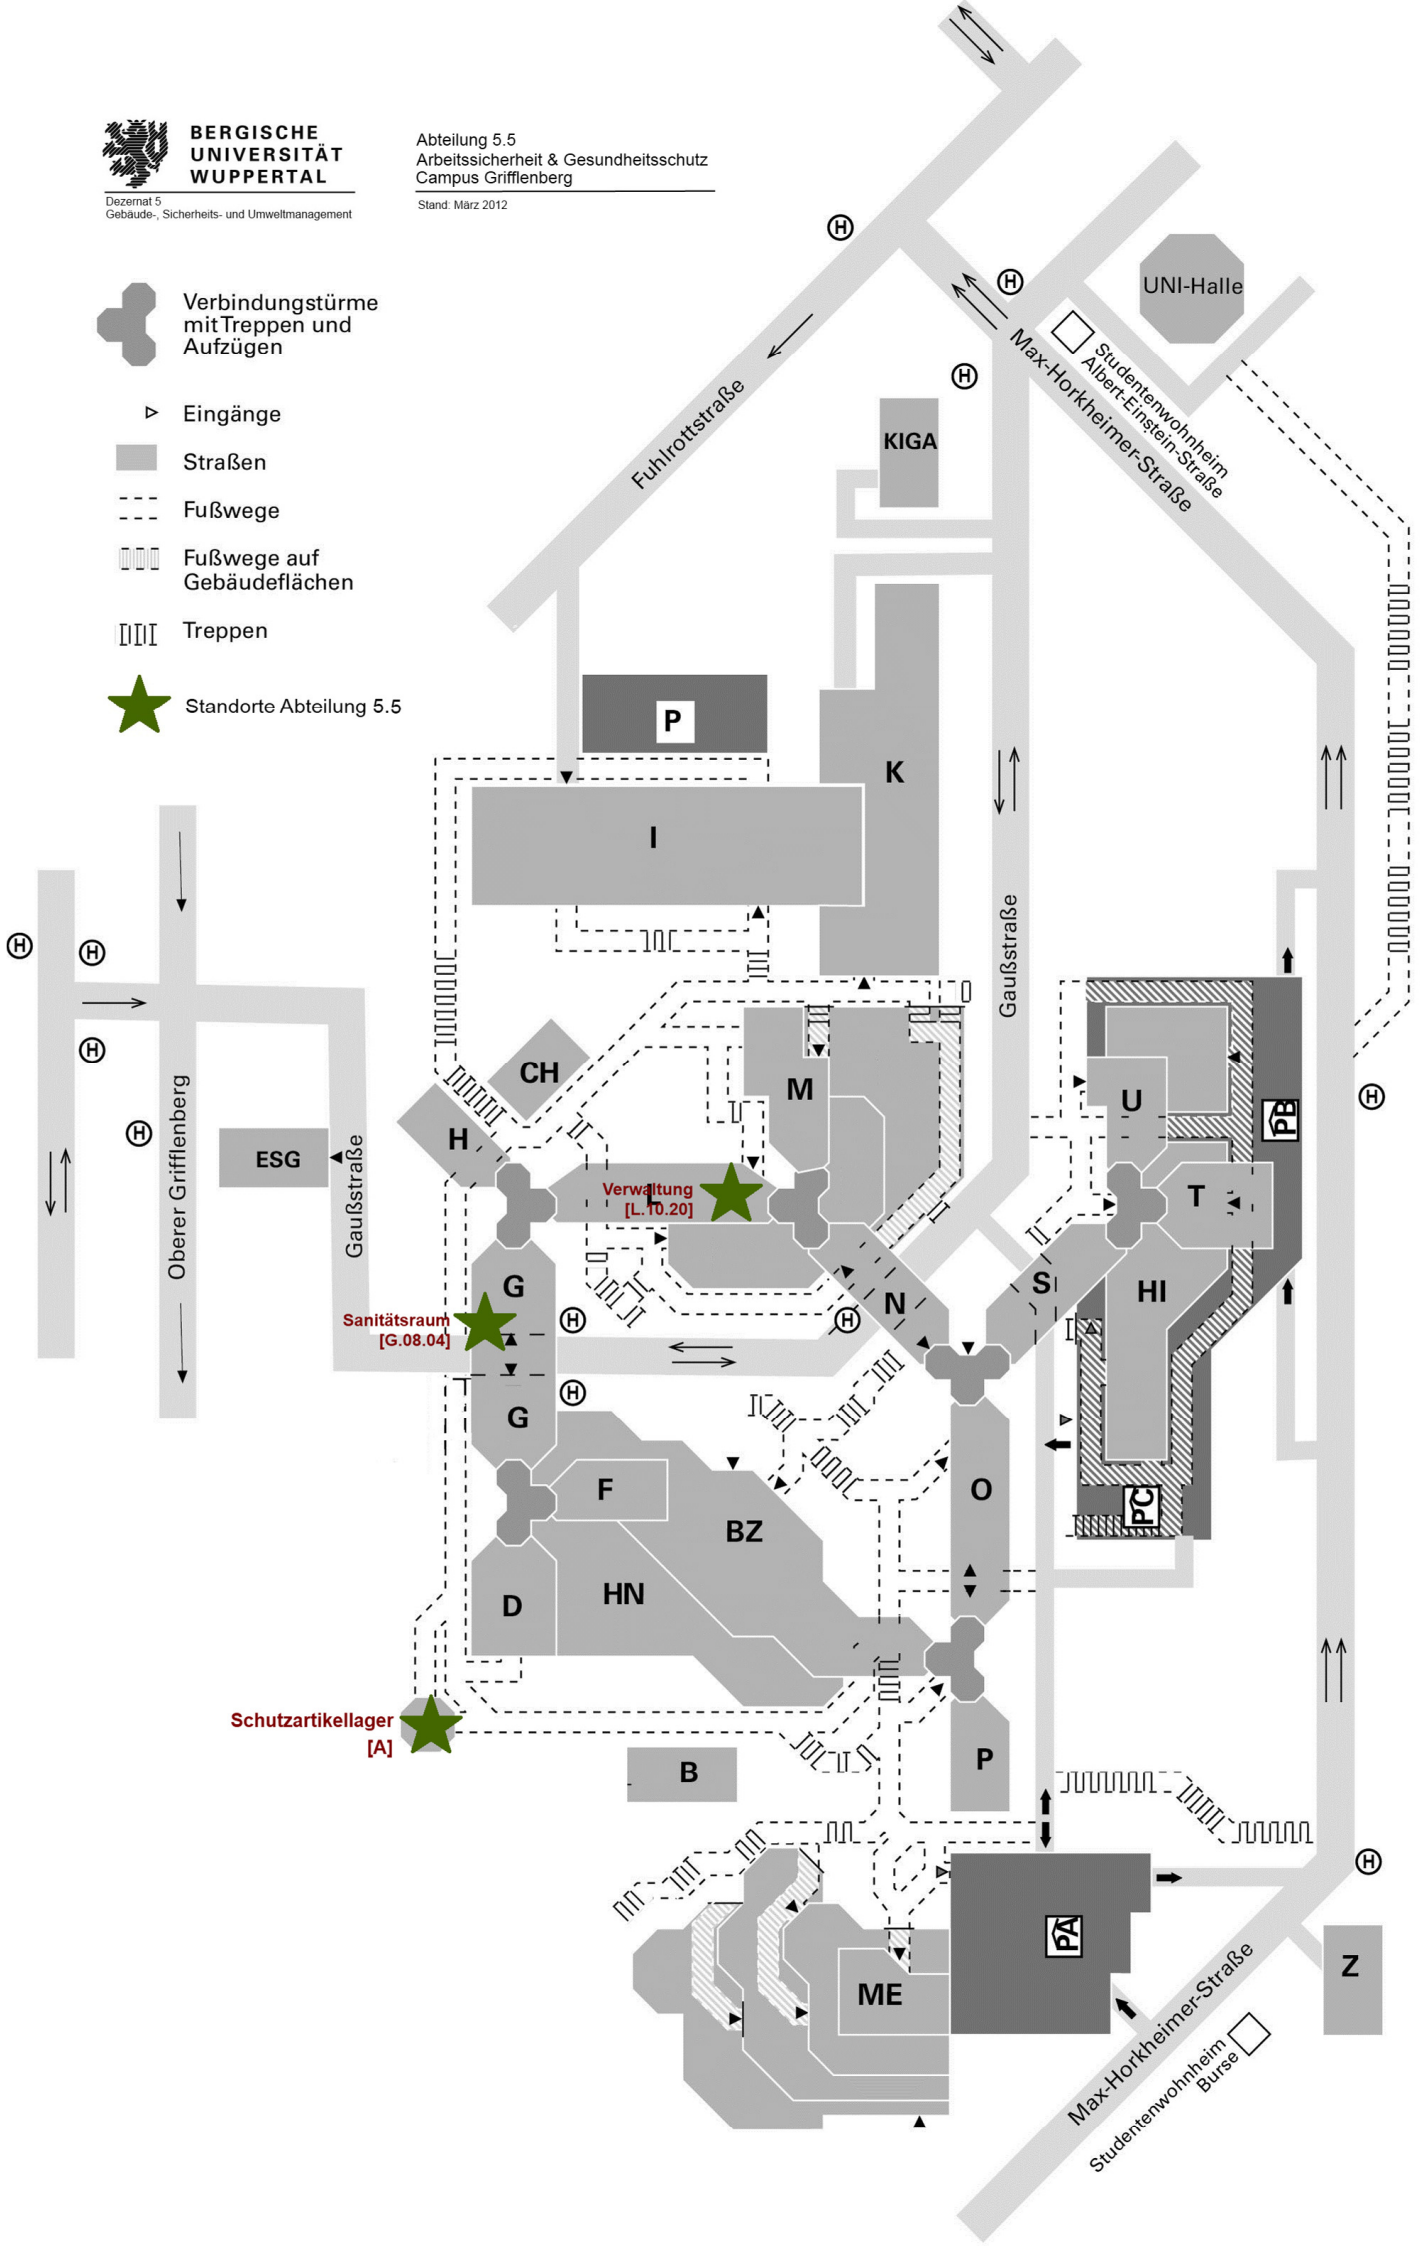 BERGISCHE
UNIVERSITÄT
WUPPERTAL
Dezernat 5
Gebäude-, Sicherheits- und Umweltmanagement
Abteilung 5.5
Arbeitssicherheit & Gesundheitsschutz
Campus Grifflenberg
Stand: März 2012
Verbindungstürme
mit Treppen und
Aufzügen
Eingänge
Straßen
Fußwege
Fußwege auf
Gebäudeflächen
Treppen
Standorte Abteilung 5.5
H
H
H
UNI-Halle
Studentenwohnheim
Albert-Einstein-Straße
Max-Horkheimer-Straße
Fuhlrottstraße
KIGA
P
K
I
Gaußstraße
H
H
H
H
H
CH
H
ESG
Oberer Grifflenberg
Gaußstraße
M
U
PB
L
Verwaltung
[L.10.20]
T
G
S
HI
N
Sanitätsraum
[G.08.04]
H
H
H
G
F
O
PC
BZ
HN
D
Schutzartikellager
[A]
B
P
H
PA
ME
Z
Max-Horkheimer-Straße
Studentenwohnheim
Burse